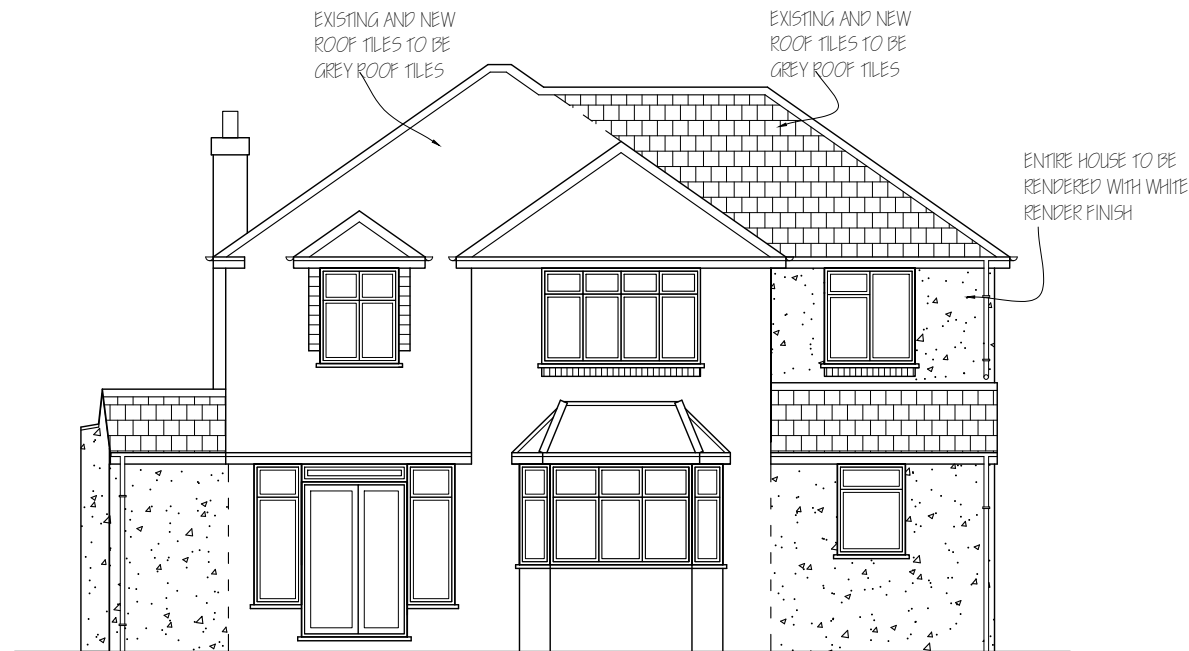 EXISTING AND NEW
ROOF TILES TO BE
GREY ROOF TILES
EXISTING AND NEW
ROOF TILES TO BE
GREY ROOF TILES
ENTIRE HOUSE TO BE
RENDERED WITH WHITE
RENDER FINISH